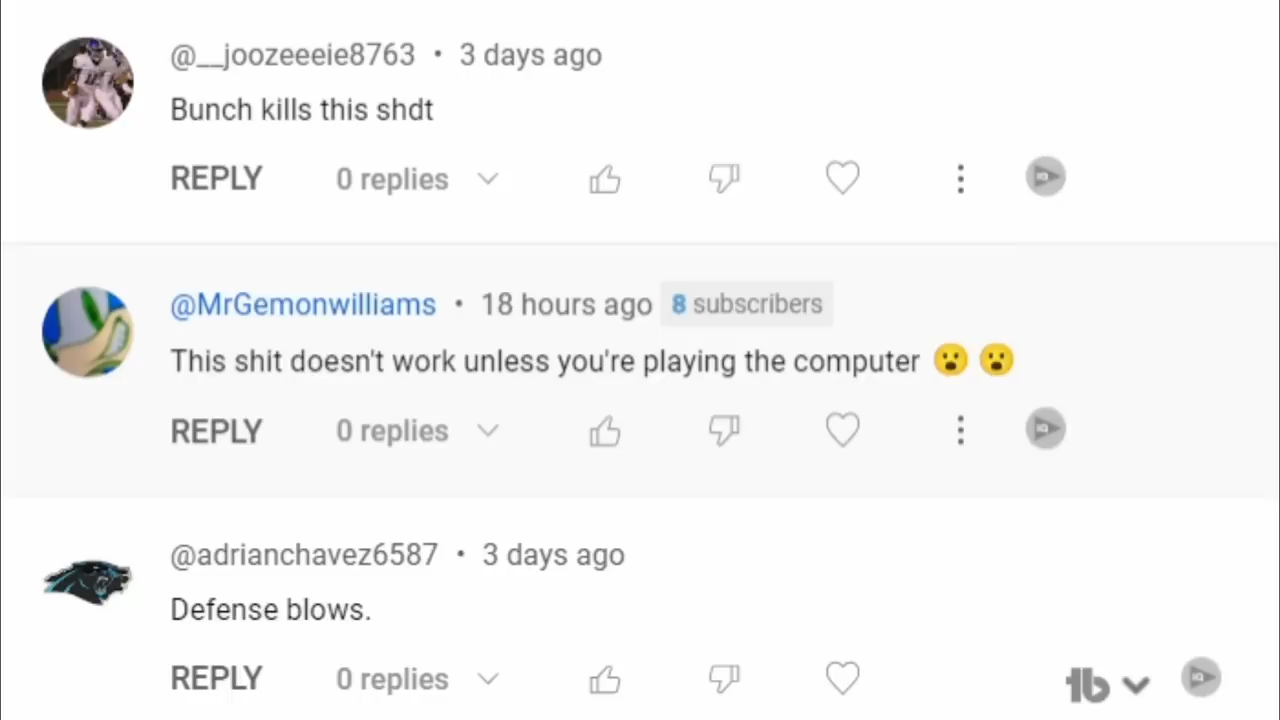 @__joozeeeie8763 • 3 days ago
Bunch kills this shdt
REPLY 0 replies
@MrGemonwilliams • 18 hours ago 8 subscribers
This shit doesn't work unless you're playing the computer 😮 😮
REPLY 0 replies
@adrianchavez6587 • 3 days ago
Defense blows.
REPLY 0 replies
tb